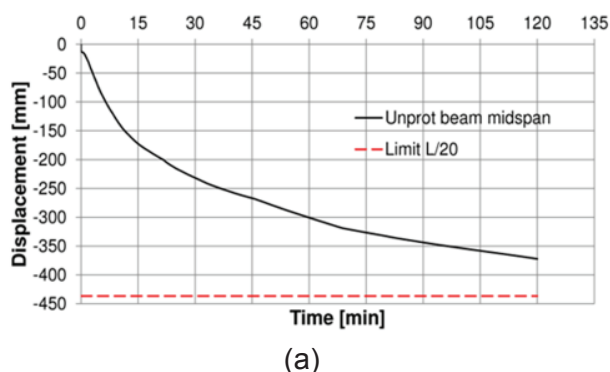 0 15 30 45 60 75 90 105 120 135
0
-50
-100
-150
-200
-250
-300
-350
-400
-450
Displacement [mm]
Unprot beam midspan
Limit L/20
Time [min]
(a)